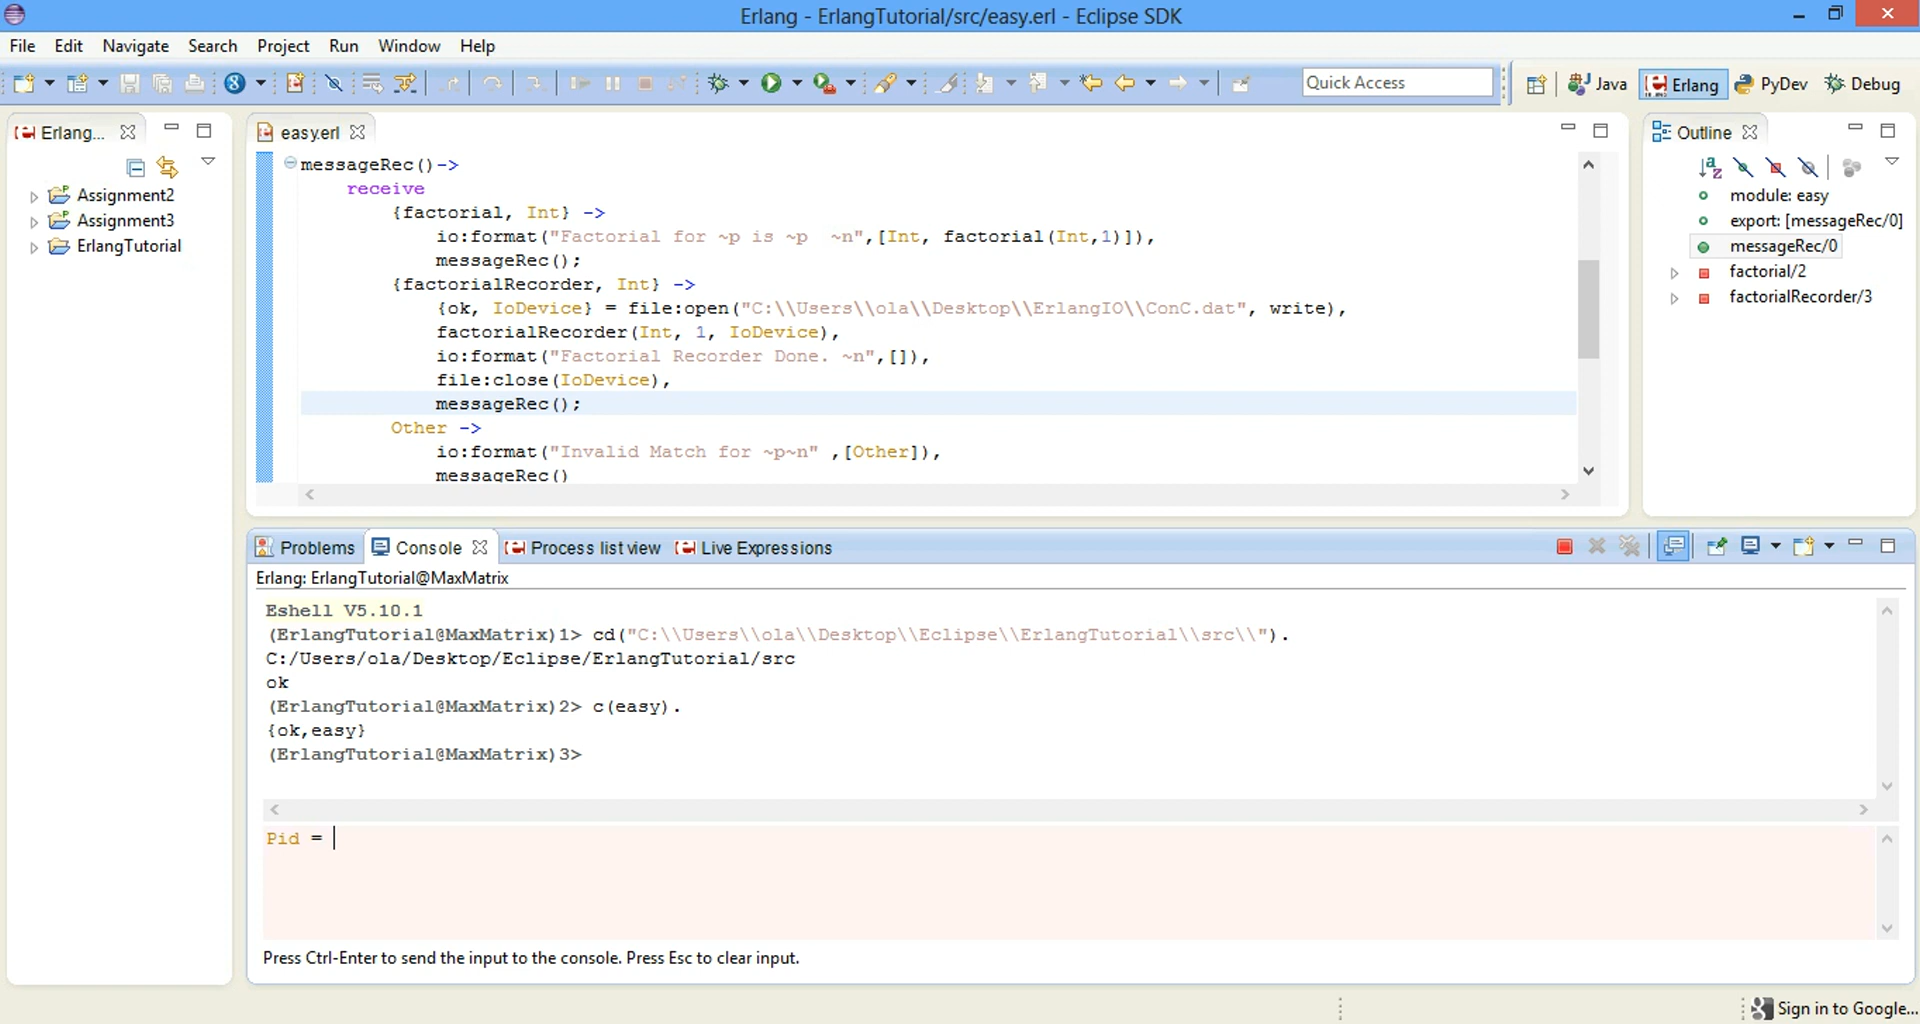 Erlang - ErlangTutorial/src/easy.erl - Eclipse SDK
File Edit Navigate Search Project Run Window Help
Quick Access
Java Erlang PyDev Debug
Erlang...
Assignment2
Assignment3
ErlangTutorial
easy.erl
messageRec()->
receive
{factorial, Int} ->
io:format("Factorial for ~p is ~p  ~n",[Int, factorial(Int,1)]),
messageRec();
{factorialRecorder, Int} ->
{ok, IoDevice} = file:open("C:\\Users\\ola\\Desktop\\ErlangIO\\ConC.dat", write),
factorialRecorder(Int, 1, IoDevice),
io:format("Factorial Recorder Done. ~n",[]),
file:close(IoDevice),
messageRec();
Other ->
io:format("Invalid Match for ~p~n" ,[Other]),
messageRec()
Outline
module: easy
export: [messageRec/0]
messageRec/0
factorial/2
factorialRecorder/3
Problems Console Process list view Live Expressions
Erlang: ErlangTutorial@MaxMatrix
Eshell V5.10.1
(ErlangTutorial@MaxMatrix)1> cd("C:\\Users\\ola\\Desktop\\Eclipse\\ErlangTutorial\\src\\").
C:/Users/ola/Desktop/Eclipse/ErlangTutorial/src
ok
(ErlangTutorial@MaxMatrix)2> c(easy).
{ok,easy}
(ErlangTutorial@MaxMatrix)3>
Pid =
Press Ctrl-Enter to send the input to the console. Press Esc to clear input.
Sign in to Google...